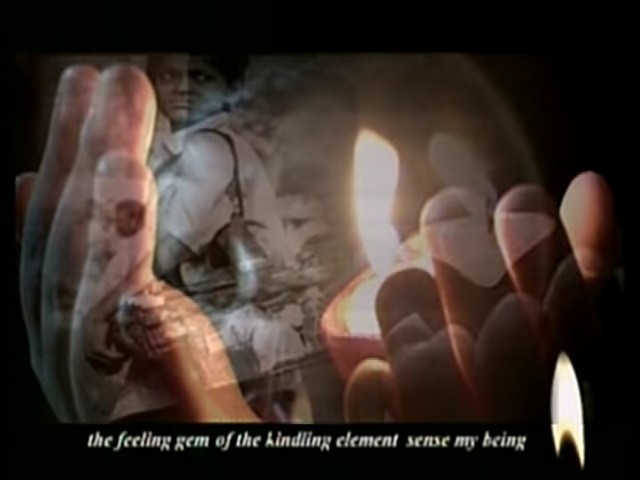 the feeling gem of the kindling element sense my being